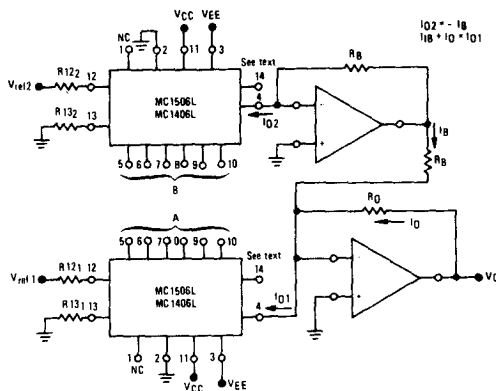 VCC VEE
IO2 = - IB
IB + IO = IO1
NC
1 2 11 3
See text
14
RB
Vref2 R122 12
MC1506L
MC1406L
4
IO2
-
+
R132 13
IB
RB
5 6 7 8 9 10
B
A
RO
IO
5 6 7 8 9 10
See text
14
Vref1 R121 12
MC1506L
MC1406L
4
IO1
-
+
VO
R131 13
1 2 11 3
NC
VCC VEE